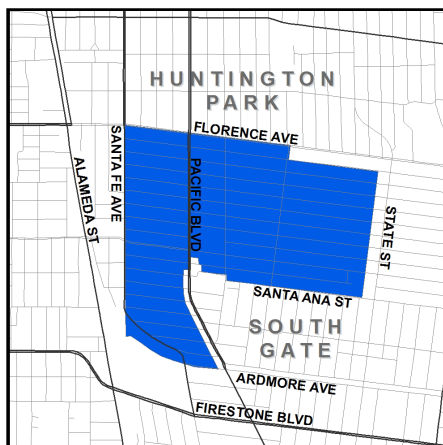 HUNTINGTON
PARK
FLORENCE AVE
SANTA FE AVE
PACIFIC BLVD
ALAMEDA ST
STATE ST
SANTA ANA ST
SOUTH
GATE
ARDMORE AVE
FIRESTONE BLVD